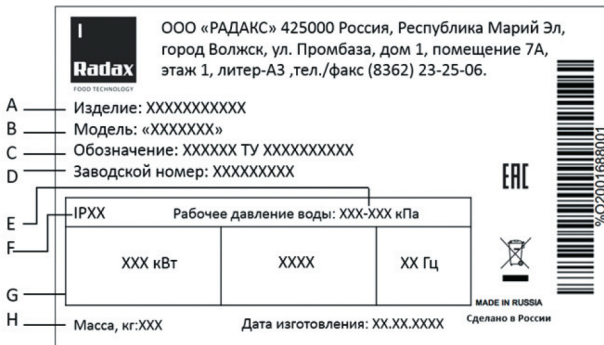 I
Radax
FOOD TECHNOLOGY
ООО «РАДАКС» 425000 Россия, Республика Марий Эл,
город Волжск, ул. Промбаза, дом 1, помещение 7А,
этаж 1, литер-А3 ,тел./факс (8362) 23-25-06.
A Изделие: XXXXXXXXXXX
B Модель: «XXXXXXX»
C Обозначение: XXXXXX ТУ XXXXXXXXXX
D Заводской номер: XXXXXXXXX
E
F IPXX Рабочее давление воды: XXX-XXX кПа
XXX кВт XXXX XX Гц
G
H Масса, кг:XXX Дата изготовления: XX.XX.XXXX
EAC
MADE IN RUSSIA
Сделано в России
%O2001688001